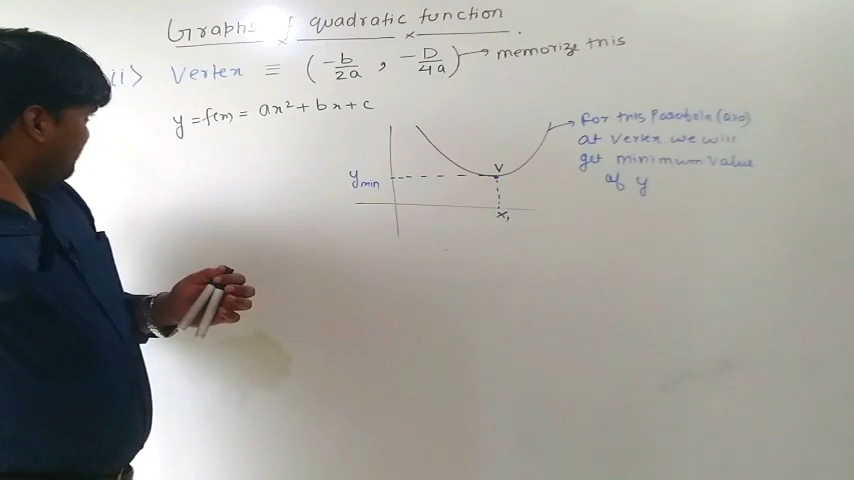 Graphs of quadratic function
ii> Vertex ≡ (-b/2a , -D/4a) → memorize this
y = f(x) = ax² + bx + c
For this Parabola (a>0)
at vertex we will
get minimum value
of y
V
ymin
x₁